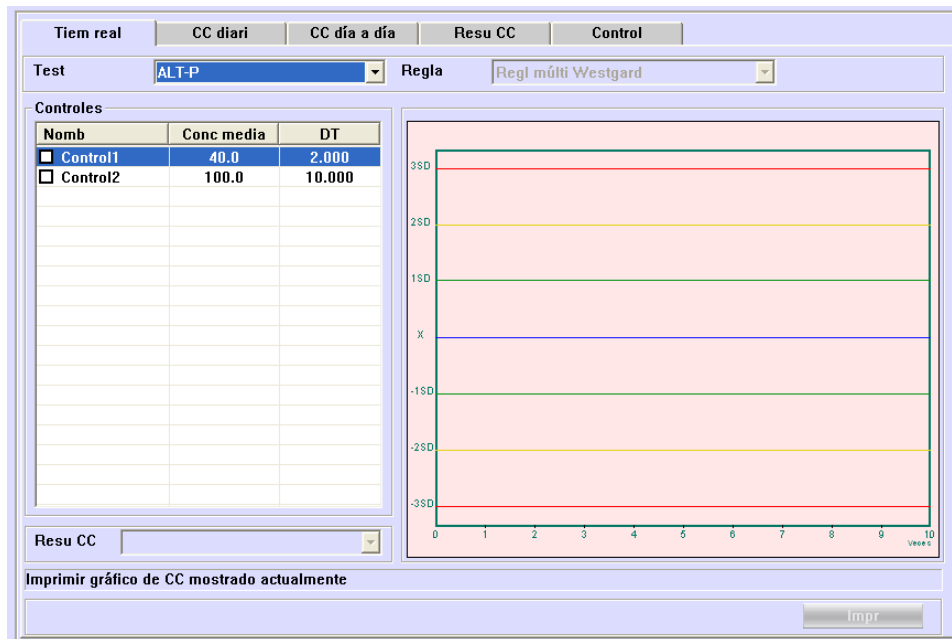 Tiem real CC diari CC día a día Resu CC Control
Test ALT-P Regla Regl múlti Westgard
Controles
Nomb Conc media DT
Control1 40.0 2.000
Control2 100.0 10.000
3SD
2SD
1SD
X
-1SD
-2SD
-3SD
0 1 2 3 4 5 6 7 8 9 10
Veces
Resu CC
Imprimir gráfico de CC mostrado actualmente
Impr